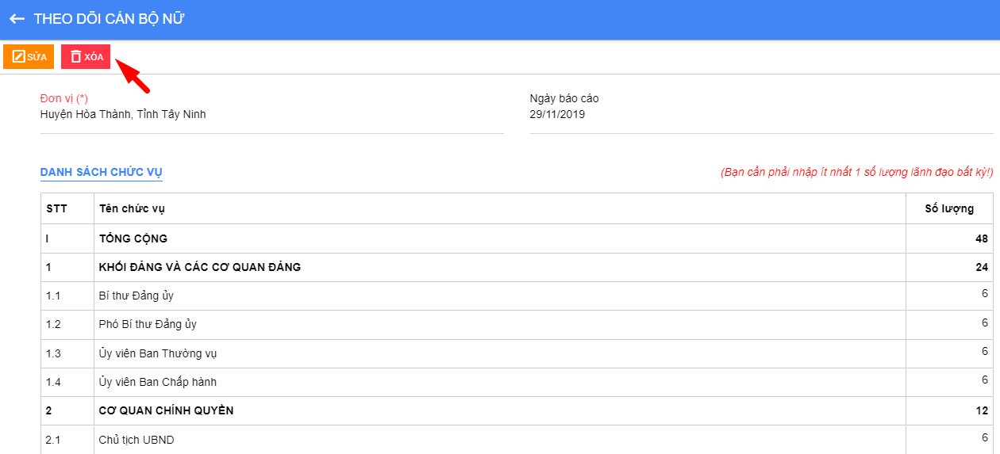 THEO DÕI CÁN BỘ NỮ
SỬA XÓA
Đơn vị (*)
Huyện Hòa Thành, Tỉnh Tây Ninh
Ngày báo cáo
29/11/2019
DANH SÁCH CHỨC VỤ
(Bạn cần phải nhập ít nhất 1 số lượng lãnh đạo bất kỳ!)
STT Tên chức vụ Số lượng
I TỔNG CỘNG 48
1 KHỐI ĐẢNG VÀ CÁC CƠ QUAN ĐẢNG 24
1.1 Bí thư Đảng ủy 6
1.2 Phó Bí thư Đảng ủy 6
1.3 Ủy viên Ban Thường vụ 6
1.4 Ủy viên Ban Chấp hành 6
2 CƠ QUAN CHÍNH QUYỀN 12
2.1 Chủ tịch UBND 6